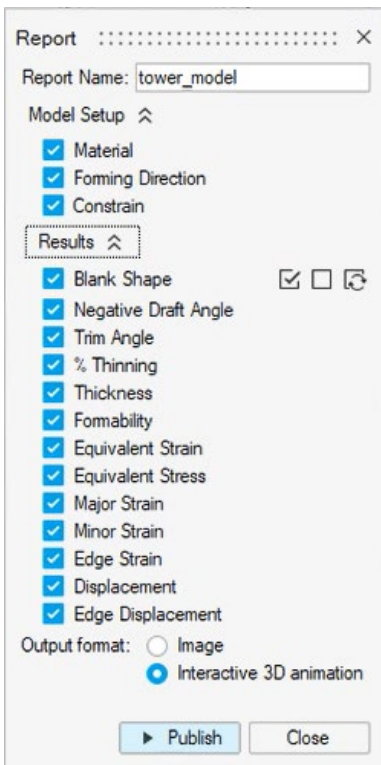 Report
Report Name: tower_model
Model Setup
Material
Forming Direction
Constrain
Results
Blank Shape
Negative Draft Angle
Trim Angle
% Thinning
Thickness
Formability
Equivalent Strain
Equivalent Stress
Major Strain
Minor Strain
Edge Strain
Displacement
Edge Displacement
Output format: Image
Interactive 3D animation
Publish Close